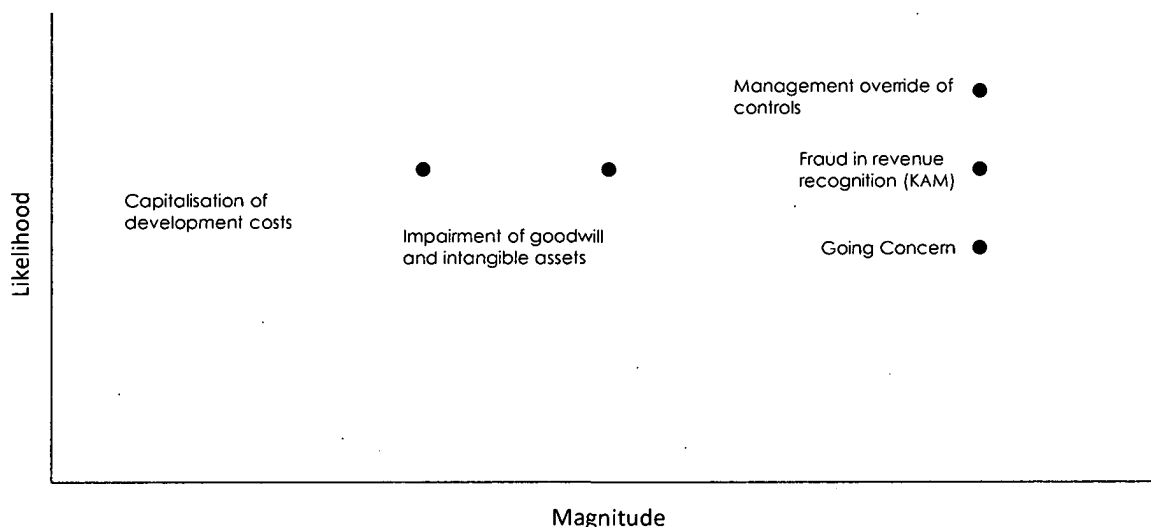 Management override of
controls
Fraud in revenue
recognition (KAM)
Capitalisation of
development costs
Impairment of goodwill
and intangible assets
Going Concern
Likelihood
Magnitude